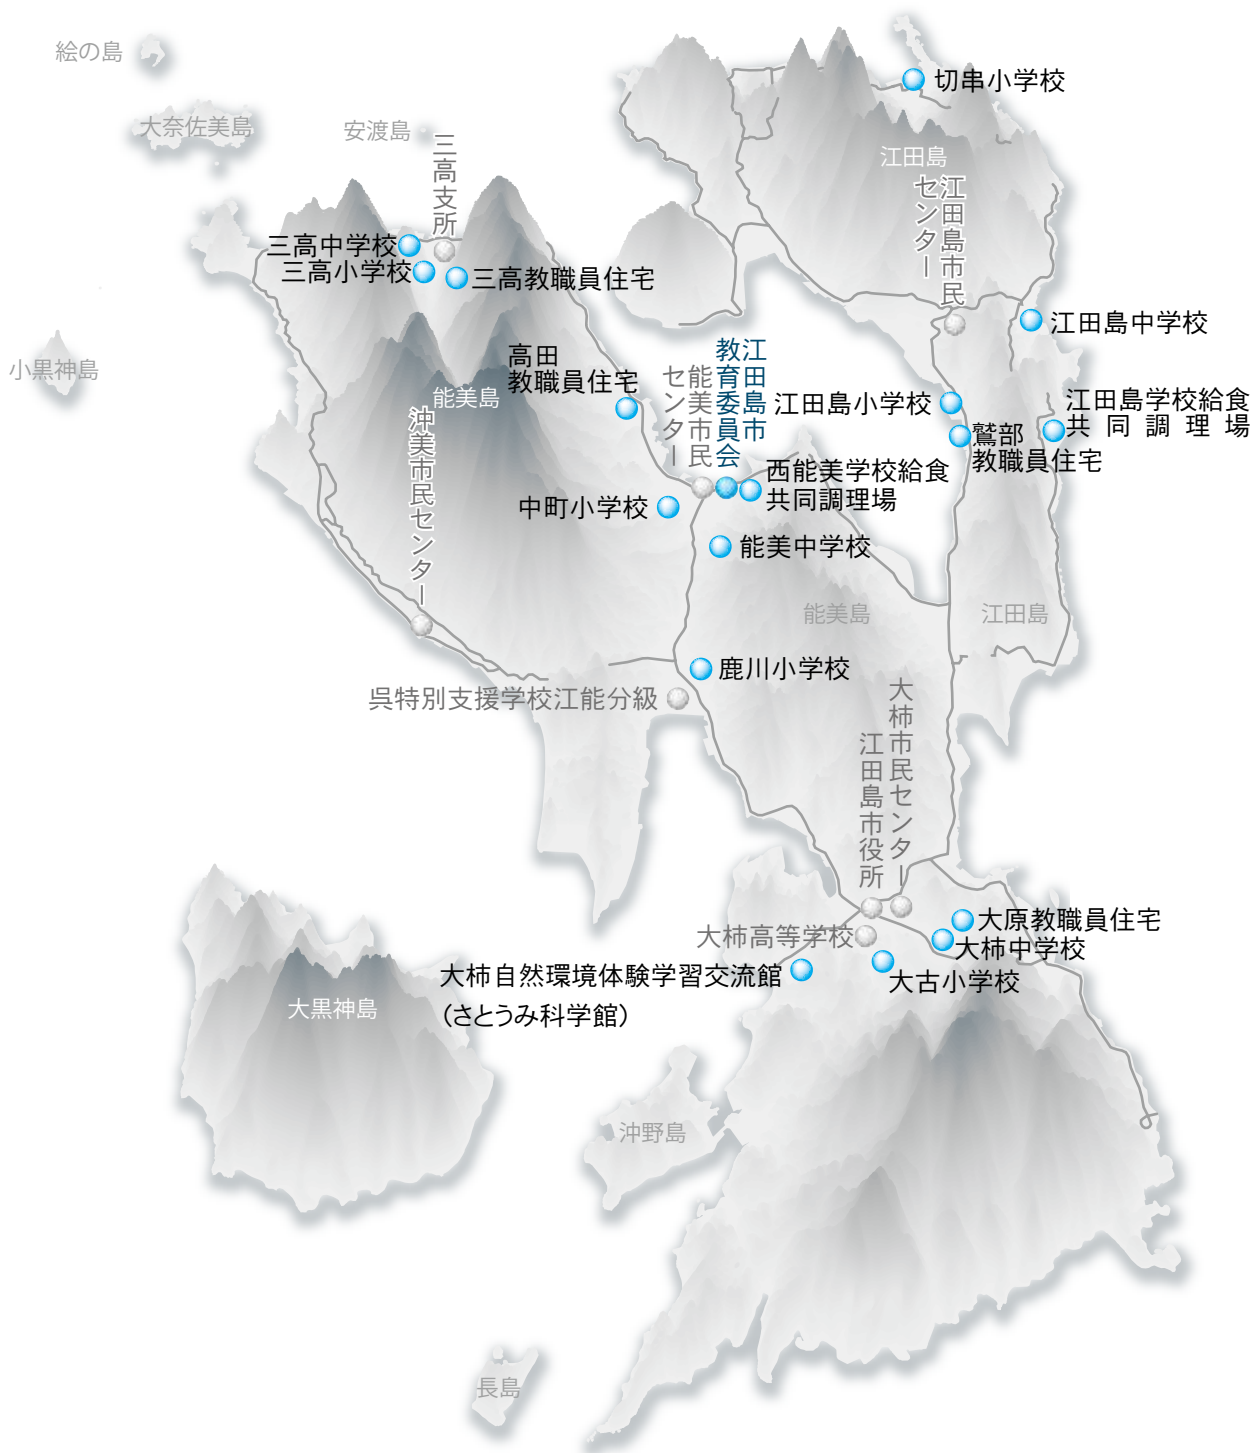 絵の島
大奈佐美島
安渡島
三高支所
切串小学校
江田島
江田島市民
センター
三高中学校
三高小学校
三高教職員住宅
江田島中学校
小黒神島
能美島
高田
教職員住宅
江田島市
教育委員会
能美市民
センター
江田島小学校
江田島学校給食
共同調理場
鷲部
教職員住宅
沖美市民センター
西能美学校給食
共同調理場
中町小学校
能美中学校
能美島
江田島
鹿川小学校
呉特別支援学校江能分級
大柿市民センター
江田島市役所
大原教職員住宅
大柿高等学校
大柿中学校
大柿自然環境体験学習交流館
(さとうみ科学館)
大古小学校
大黒神島
沖野島
長島